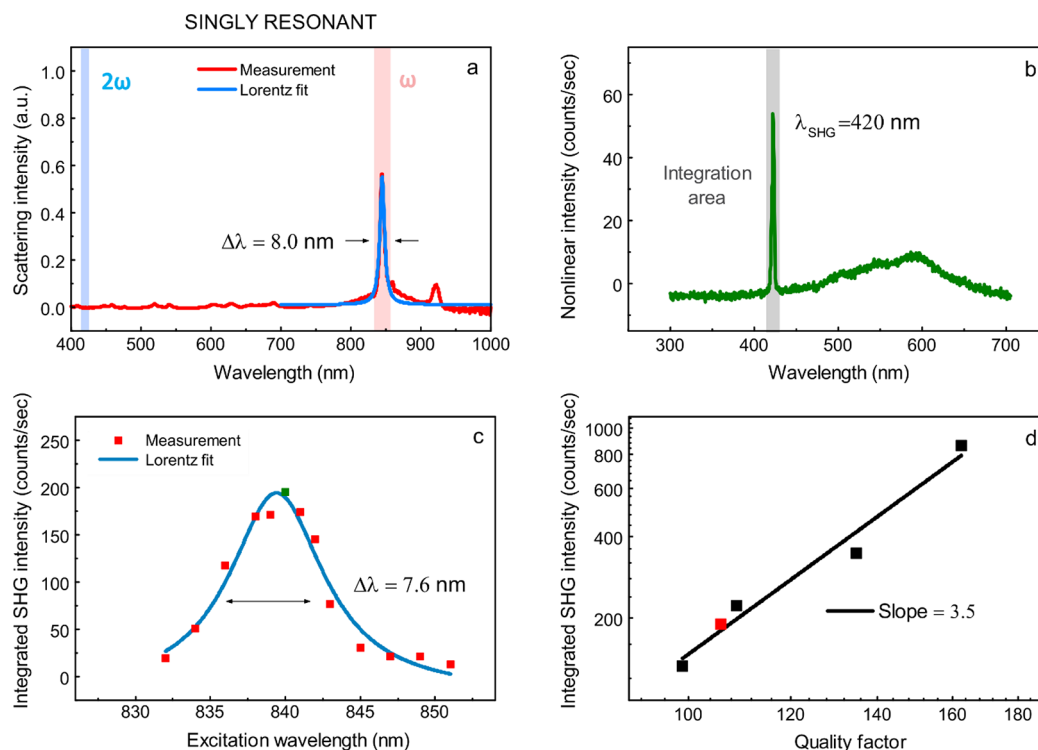 SINGLY RESONANT
a
Measurement
Lorentz fit
2ω
ω
Δλ = 8.0 nm
Scattering intensity (a.u.)
1.0
0.8
0.6
0.4
0.2
0.0
400 500 600 700 800 900 1000
Wavelength (nm)
b
λSHG =420 nm
Integration
area
Nonlinear intensity (counts/sec)
60
40
20
0
300 400 500 600 700
Wavelength (nm)
c
Measurement
Lorentz fit
Δλ = 7.6 nm
Integrated SHG intensity (counts/sec)
250
200
150
100
50
0
830 835 840 845 850
Excitation wavelength (nm)
d
Slope = 3.5
Integrated SHG intensity (counts/sec)
1000
800
600
400
200
100 120 140 160 180
Quality factor